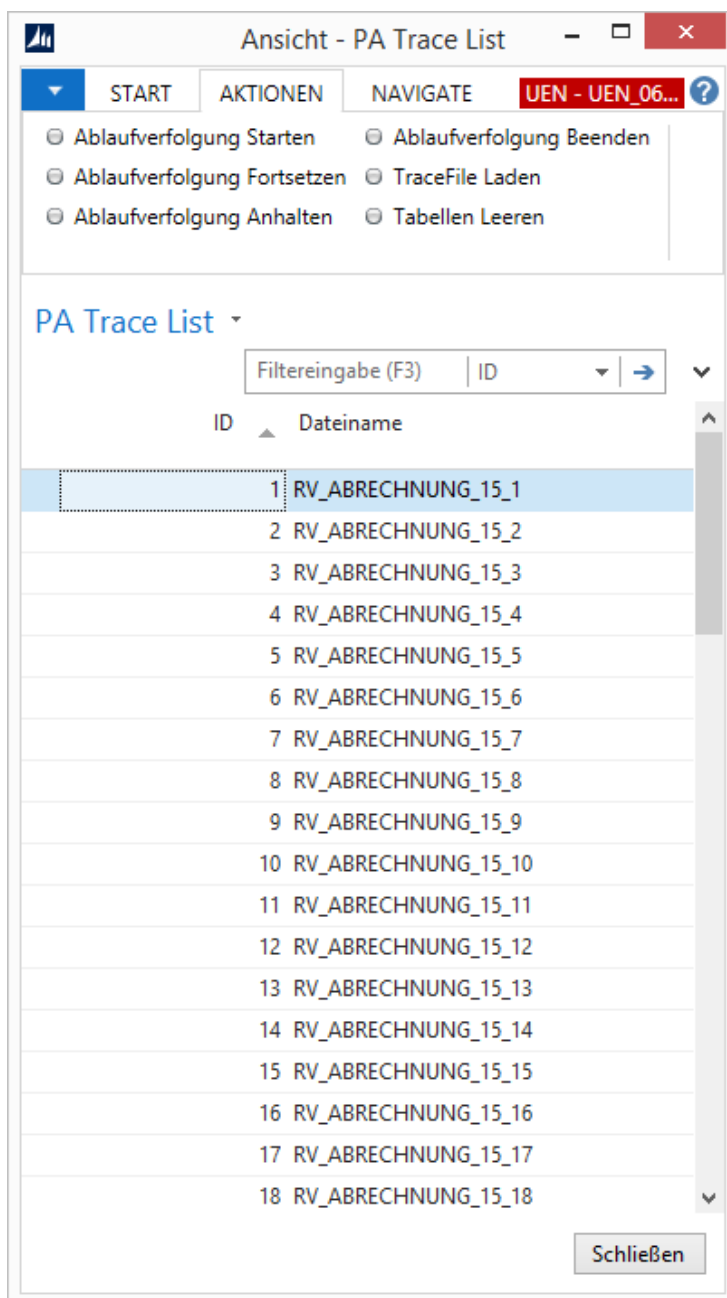 Ansicht - PA Trace List
START AKTIONEN NAVIGATE UEN - UEN_06... ?
Ablaufverfolgung Starten Ablaufverfolgung Beenden
Ablaufverfolgung Fortsetzen TraceFile Laden
Ablaufverfolgung Anhalten Tabellen Leeren
PA Trace List
Filtereingabe (F3) ID
ID Dateiname
1 RV_ABRECHNUNG_15_1
2 RV_ABRECHNUNG_15_2
3 RV_ABRECHNUNG_15_3
4 RV_ABRECHNUNG_15_4
5 RV_ABRECHNUNG_15_5
6 RV_ABRECHNUNG_15_6
7 RV_ABRECHNUNG_15_7
8 RV_ABRECHNUNG_15_8
9 RV_ABRECHNUNG_15_9
10 RV_ABRECHNUNG_15_10
11 RV_ABRECHNUNG_15_11
12 RV_ABRECHNUNG_15_12
13 RV_ABRECHNUNG_15_13
14 RV_ABRECHNUNG_15_14
15 RV_ABRECHNUNG_15_15
16 RV_ABRECHNUNG_15_16
17 RV_ABRECHNUNG_15_17
18 RV_ABRECHNUNG_15_18
Schließen